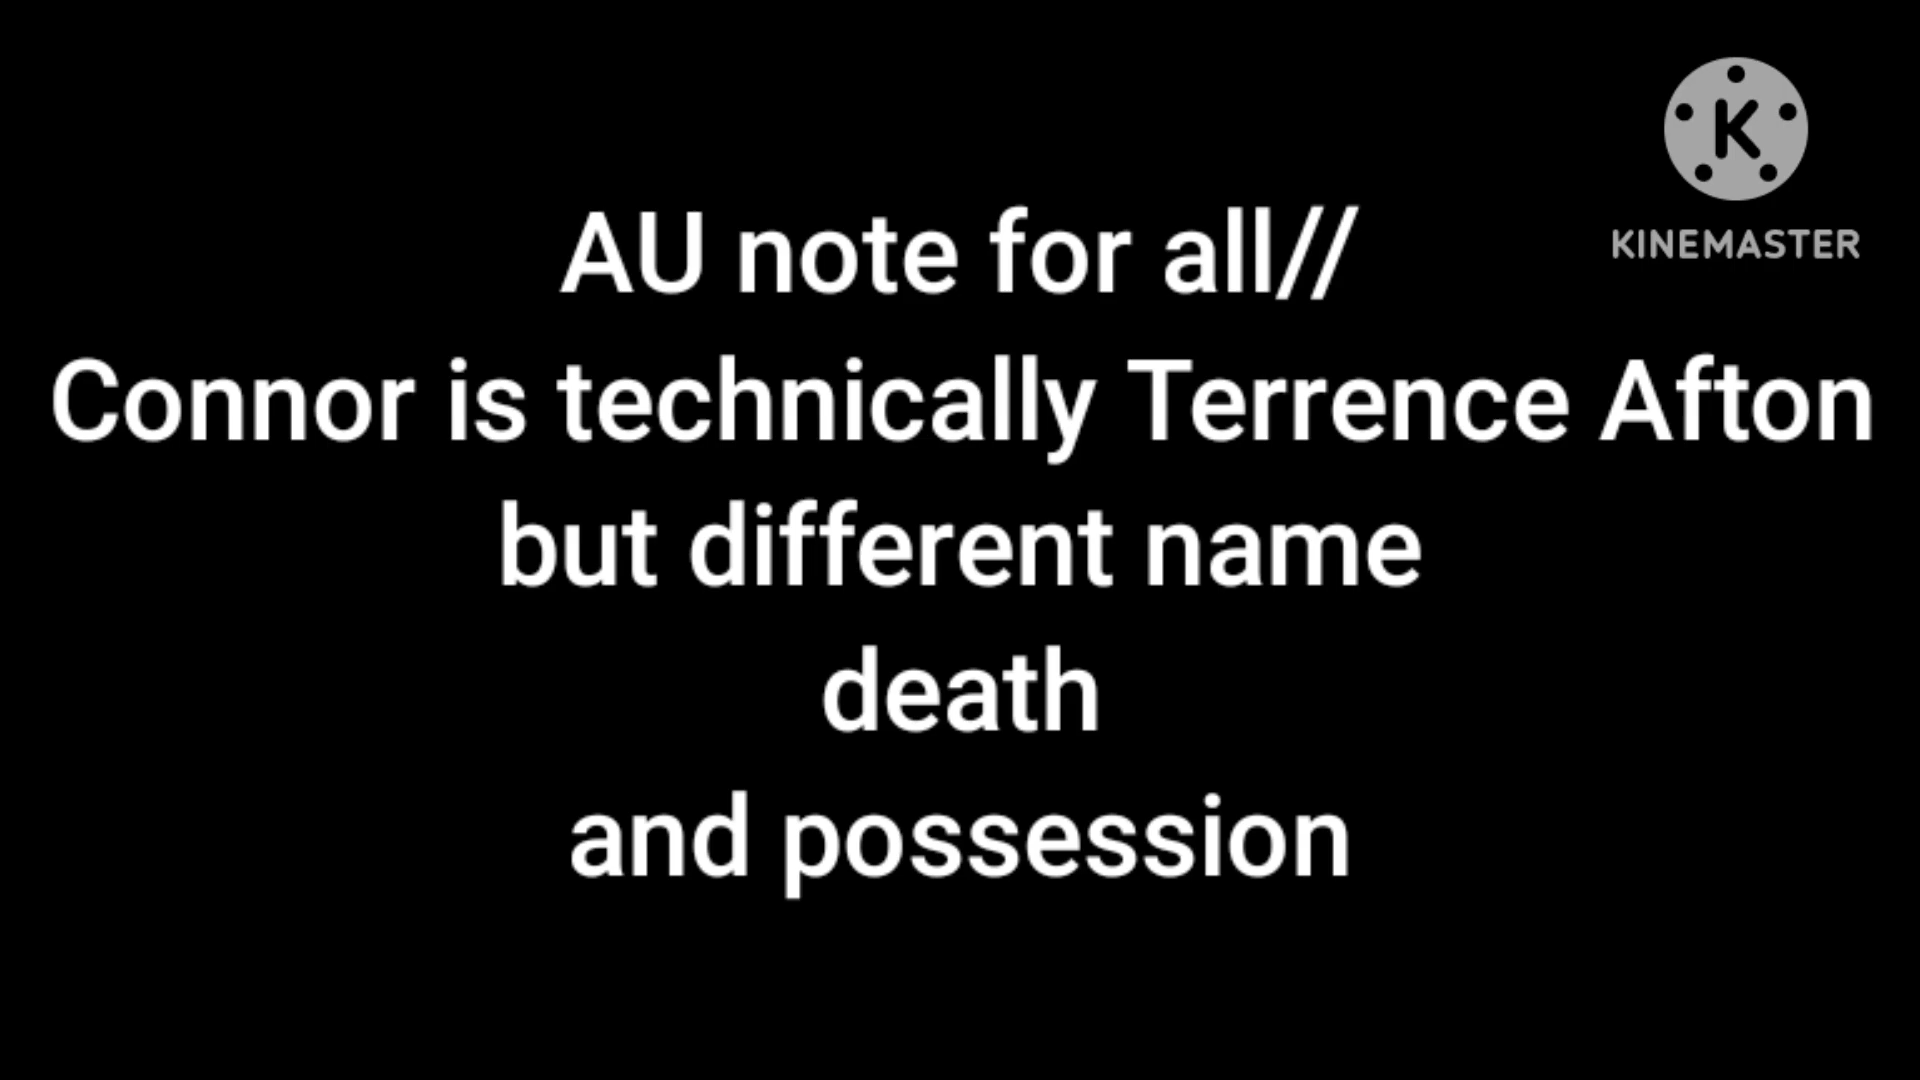 K
KINEMASTER
AU note for all//
Connor is technically Terrence Afton
but different name
death
and possession